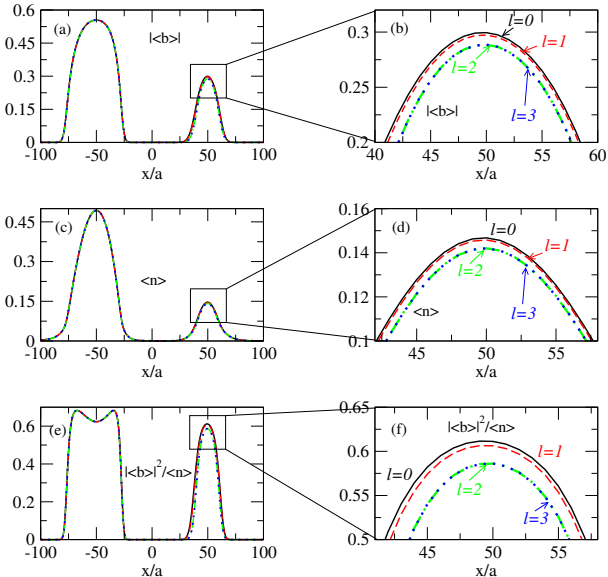 0.6
(a)
|<b>|
0.45
0.3
0.15
0
-100 -50 0 50 100
x/a
(b)
l=0
l=1
l=2
l=3
|<b>|
0.3
0.25
0.2
40 45 50 55 60
x/a
0.5
(c)
<n>
0.45
0.3
0.15
0
-100 -50 0 50 100
x/a
0.16
(d)
l=0
l=1
l=2
l=3
<n>
0.14
0.12
0.1
45 50 55
x/a
(e)
|<b>|²/<n>
0.6
0.4
0.2
0
-100 -50 0 50 100
x/a
0.65
(f)
|<b>|²/<n>
l=0
l=1
l=2
l=3
0.6
0.55
0.5
45 50 55
x/a